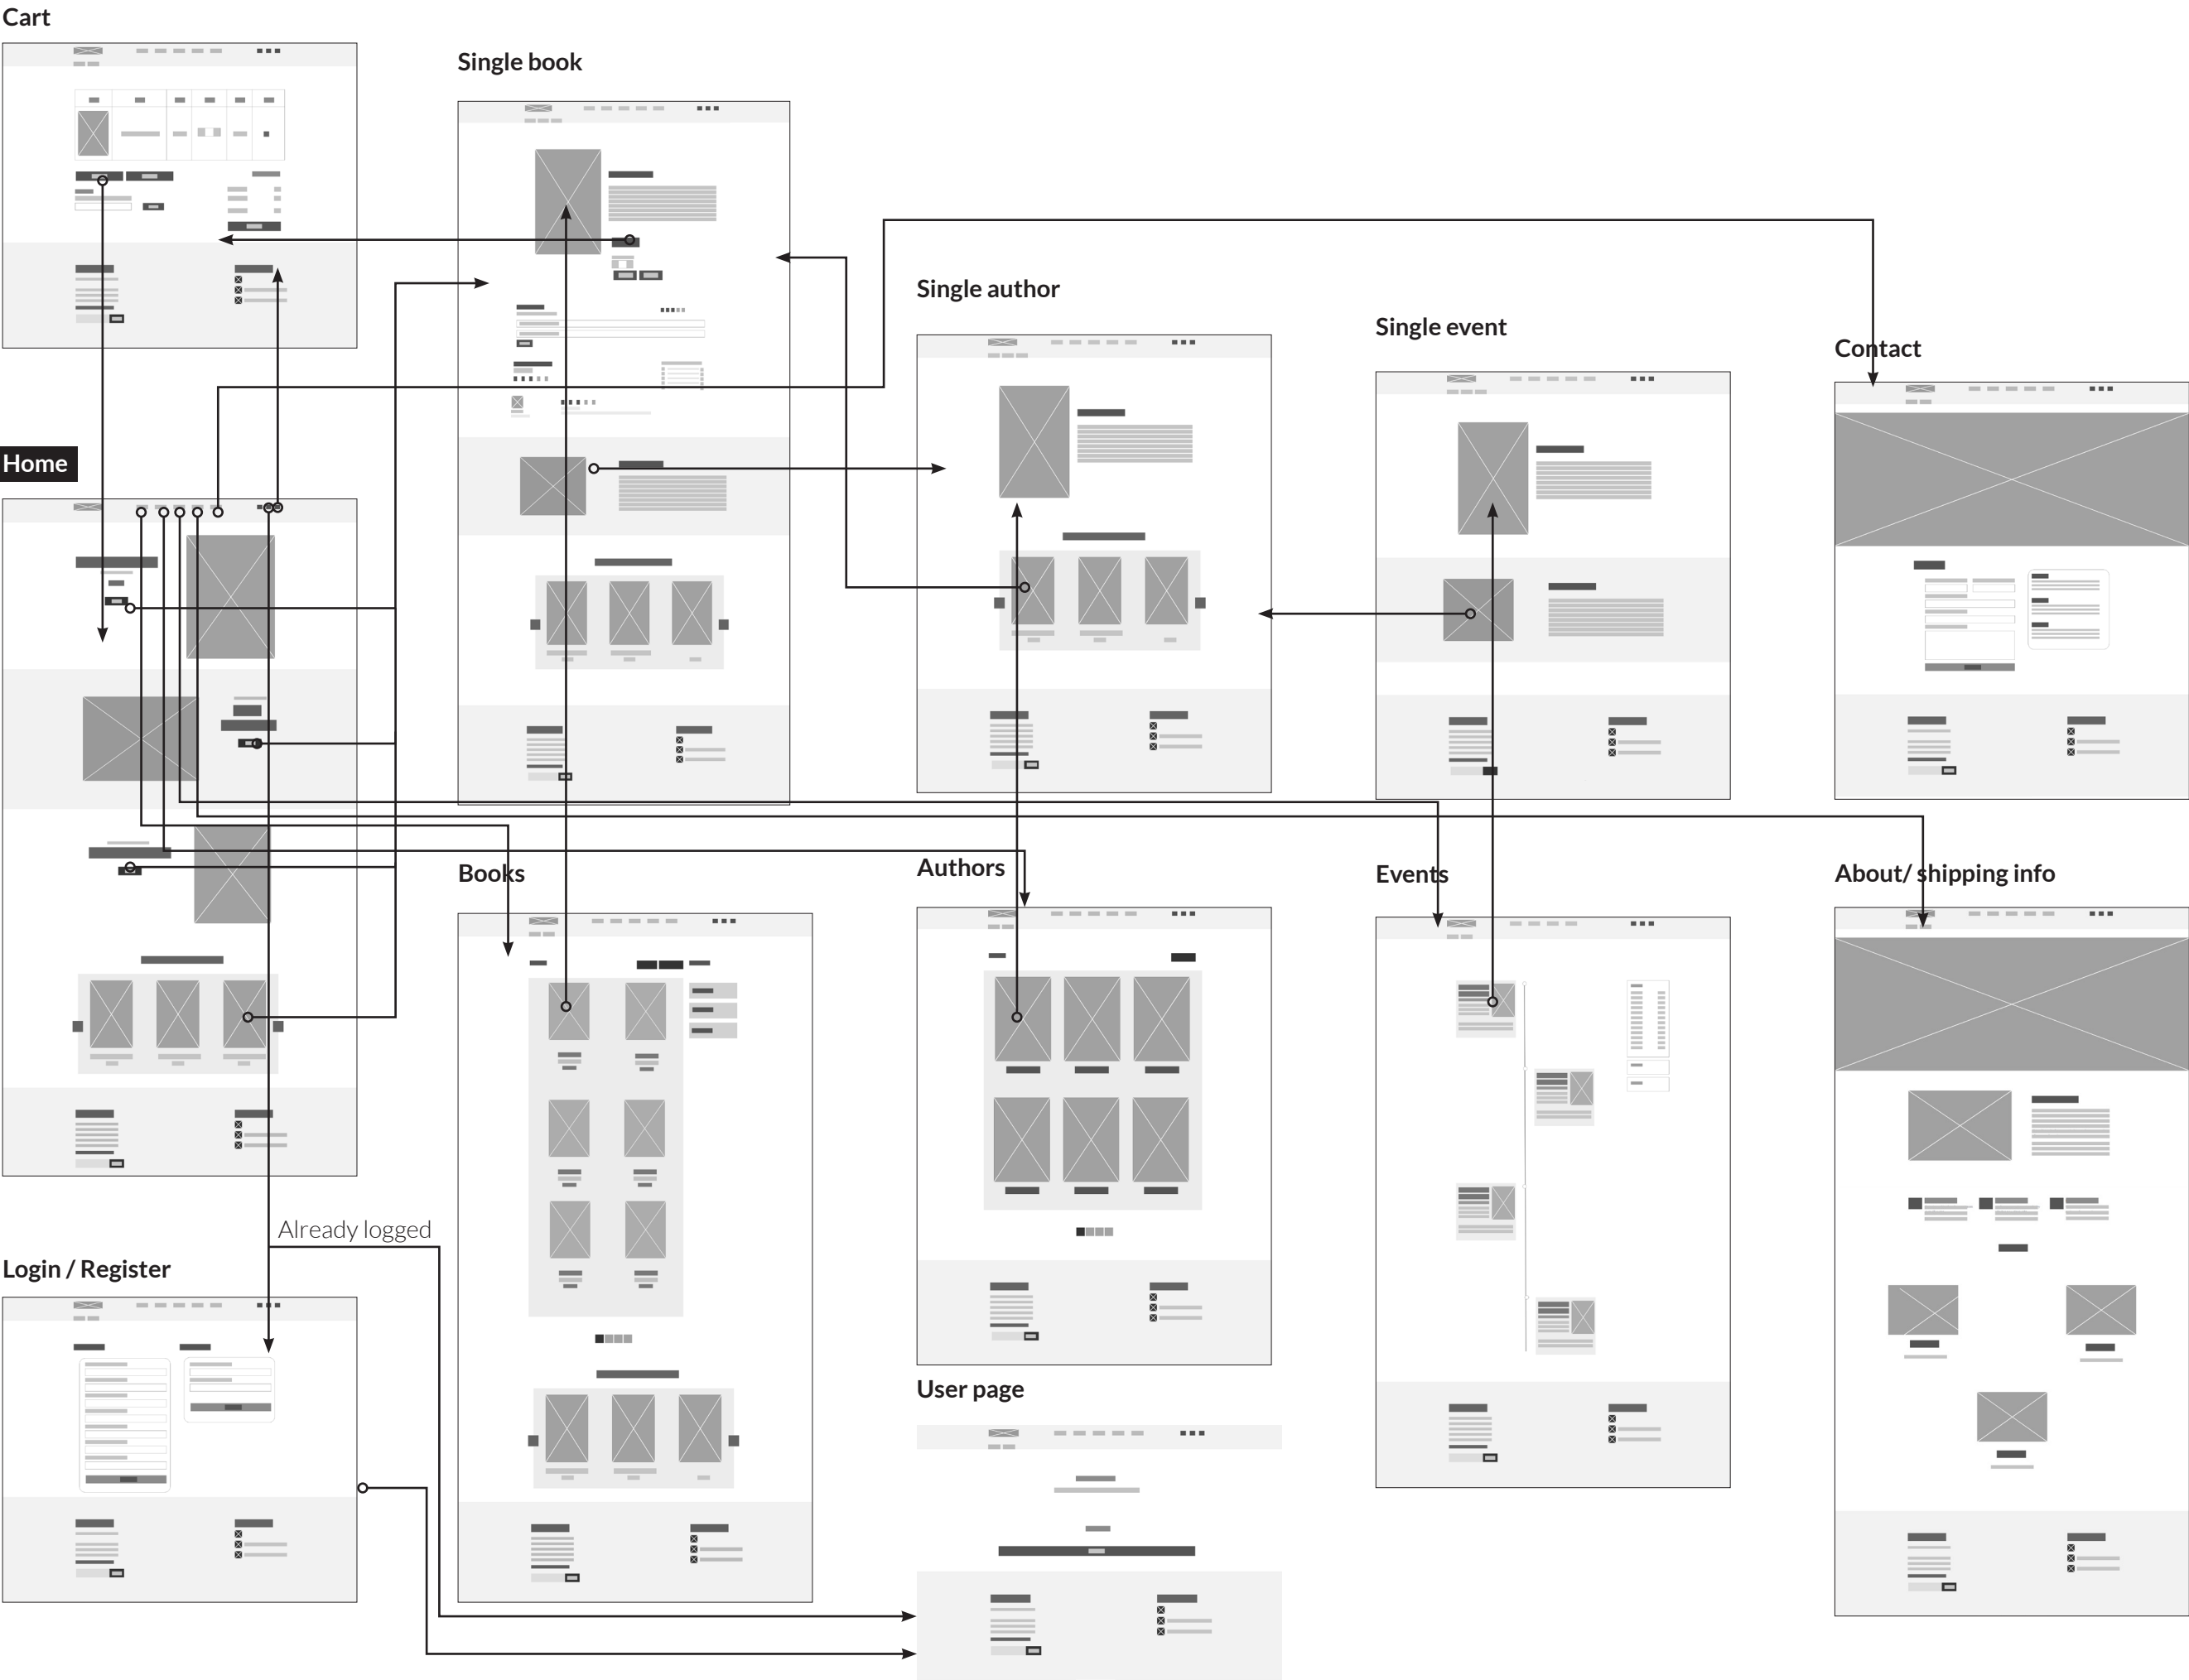 Cart
Single book
Single author
Single event
Contact
Home
Books
Authors
Events
About/ shipping info
Already logged
Login / Register
User page